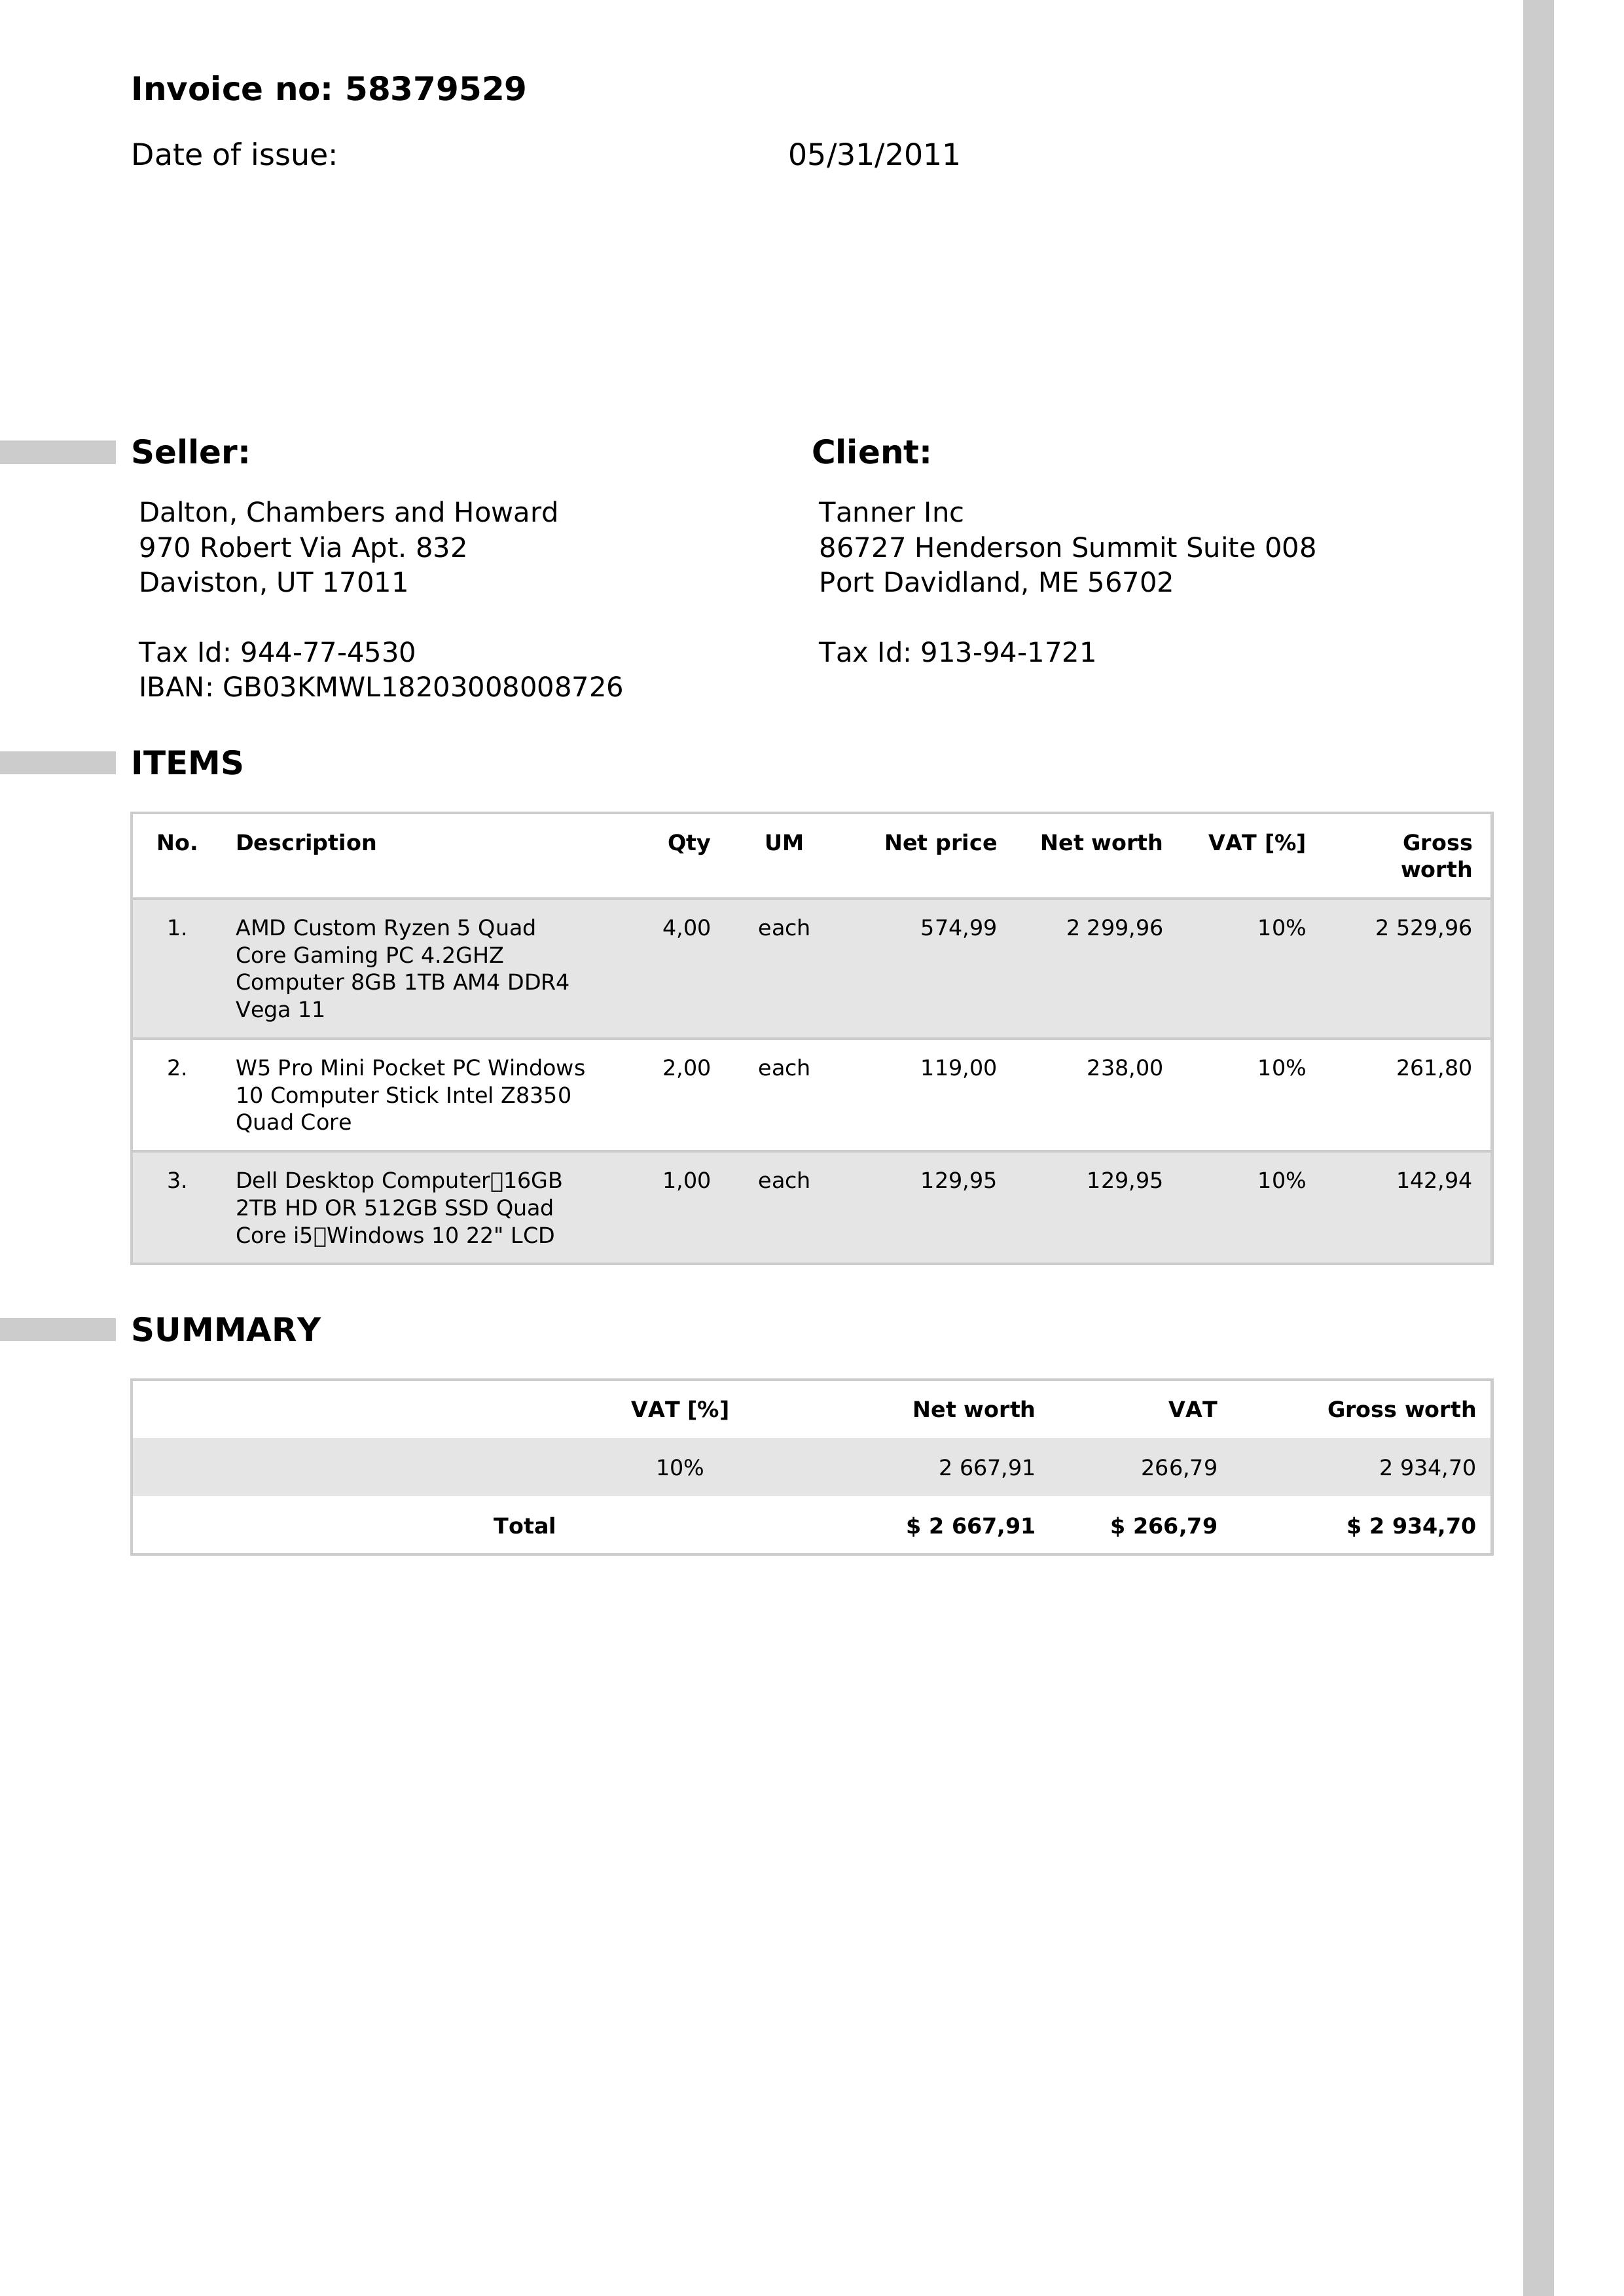 Invoice no: 58379529
Date of issue: 05/31/2011
Seller:
Dalton, Chambers and Howard
970 Robert Via Apt. 832
Daviston, UT 17011
Tax Id: 944-77-4530
IBAN: GB03KMWL18203008008726
Client:
Tanner Inc
86727 Henderson Summit Suite 008
Port Davidland, ME 56702
Tax Id: 913-94-1721
ITEMS
No. Description Qty UM Net price Net worth VAT [%] Gross
worth
1. AMD Custom Ryzen 5 Quad 4,00 each 574,99 2 299,96 10% 2 529,96
Core Gaming PC 4.2GHZ
Computer 8GB 1TB AM4 DDR4
Vega 11
2. W5 Pro Mini Pocket PC Windows 2,00 each 119,00 238,00 10% 261,80
10 Computer Stick Intel Z8350
Quad Core
3. Dell Desktop Computer▯16GB 1,00 each 129,95 129,95 10% 142,94
2TB HD OR 512GB SSD Quad
Core i5▯Windows 10 22" LCD
SUMMARY
VAT [%] Net worth VAT Gross worth
10% 2 667,91 266,79 2 934,70
Total $ 2 667,91 $ 266,79 $ 2 934,70